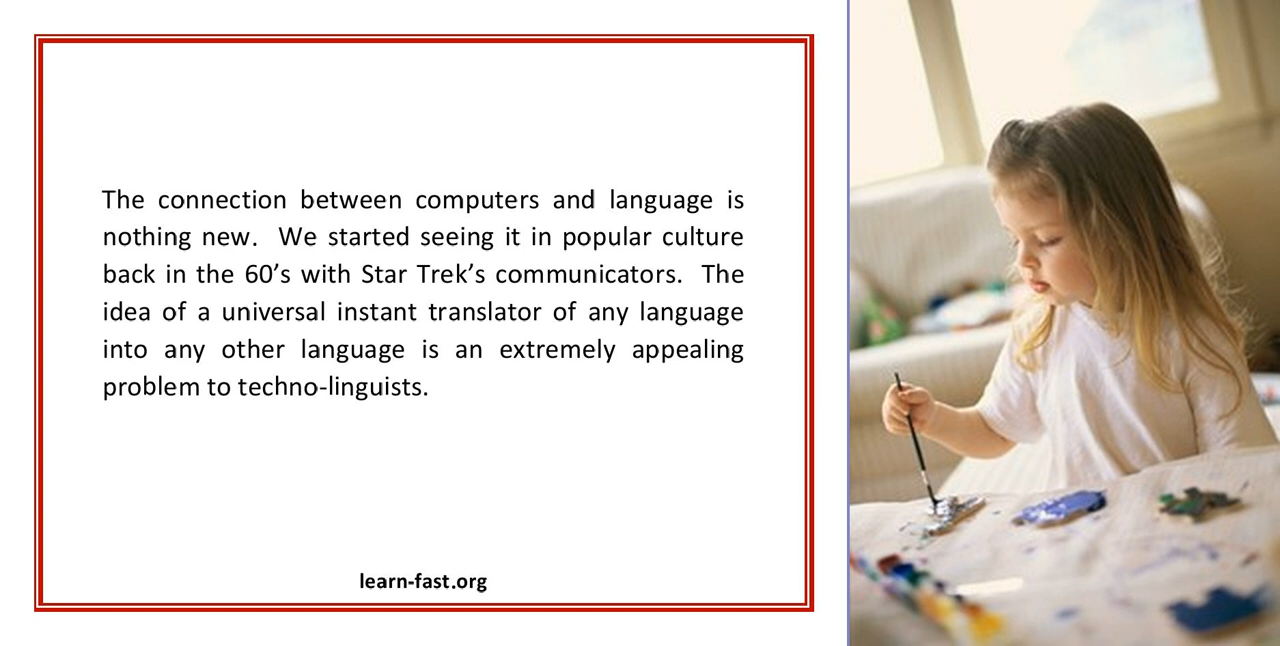 The connection between computers and language is
nothing new.  We started seeing it in popular culture
back in the 60’s with Star Trek’s communicators.  The
idea of a universal instant translator of any language
into any other language is an extremely appealing
problem to techno-linguists.
learn-fast.org